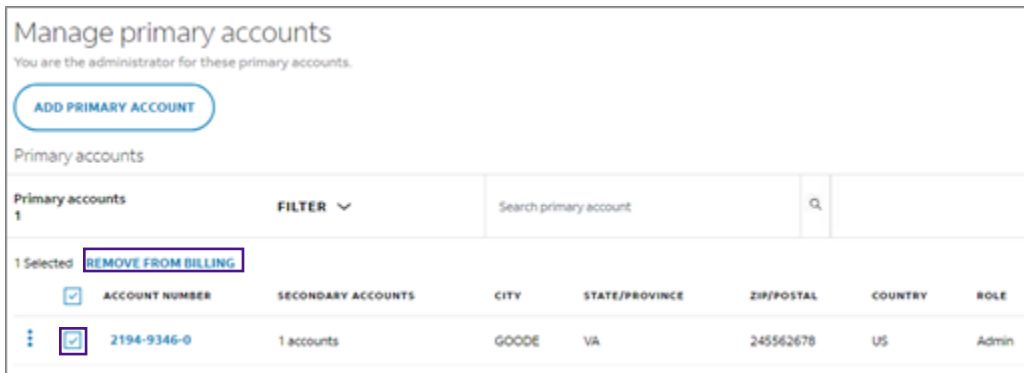 Manage primary accounts
You are the administrator for these primary accounts.
ADD PRIMARY ACCOUNT
Primary accounts
Primary accounts
1
FILTER
Search primary account
1 Selected REMOVE FROM BILLING
ACCOUNT NUMBER SECONDARY ACCOUNTS CITY STATE/PROVINCE ZIP/POSTAL COUNTRY ROLE
2194-9346-0 1 accounts GOODE VA 245562678 US Admin